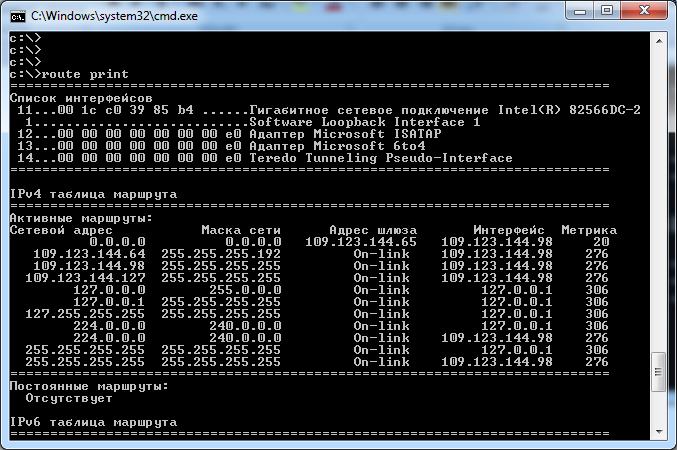 C:\Windows\system32\cmd.exe
c:\>
c:\>
c:\>
c:\>route print
===========================================================================
Список интерфейсов
 11...00 1c c0 39 85 b4 ......Гигабитное сетевое подключение Intel(R) 82566DC-2
  1...........................Software Loopback Interface 1
 12...00 00 00 00 00 00 00 e0 Адаптер Microsoft ISATAP
 13...00 00 00 00 00 00 00 e0 Адаптер Microsoft 6to4
 14...00 00 00 00 00 00 00 e0 Teredo Tunneling Pseudo-Interface
===========================================================================
IPv4 таблица маршрута
===========================================================================
Активные маршруты:
Сетевой адрес           Маска сети      Адрес шлюза       Интерфейс  Метрика
          0.0.0.0          0.0.0.0   109.123.144.65   109.123.144.98     20
   109.123.144.64  255.255.255.192         On-link    109.123.144.98    276
   109.123.144.98  255.255.255.255         On-link    109.123.144.98    276
  109.123.144.127  255.255.255.255         On-link    109.123.144.98    276
        127.0.0.0        255.0.0.0         On-link         127.0.0.1    306
        127.0.0.1  255.255.255.255         On-link         127.0.0.1    306
  127.255.255.255  255.255.255.255         On-link         127.0.0.1    306
        224.0.0.0        240.0.0.0         On-link         127.0.0.1    306
        224.0.0.0        240.0.0.0         On-link    109.123.144.98    276
  255.255.255.255  255.255.255.255         On-link         127.0.0.1    306
  255.255.255.255  255.255.255.255         On-link    109.123.144.98    276
===========================================================================
Постоянные маршруты:
  Отсутствует
IPv6 таблица маршрута
===========================================================================